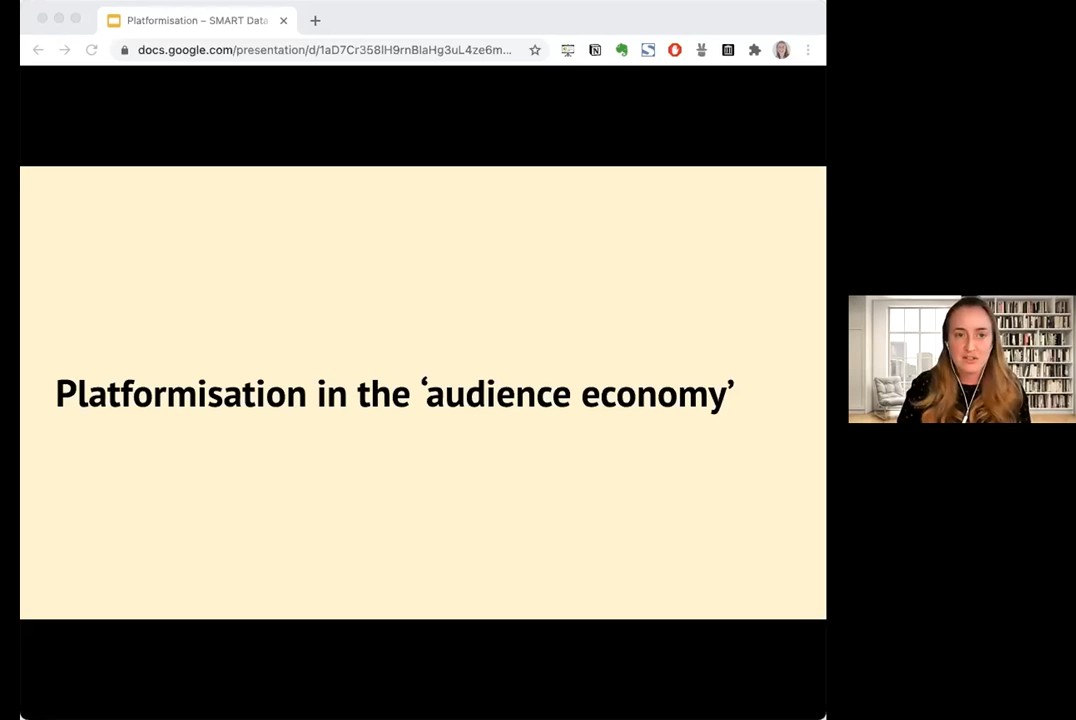 Platformisation – SMART Data
docs.google.com/presentation/d/1aD7Cr358lH9rnBlaHg3uL4ze6m...
Platformisation in the ‘audience economy’